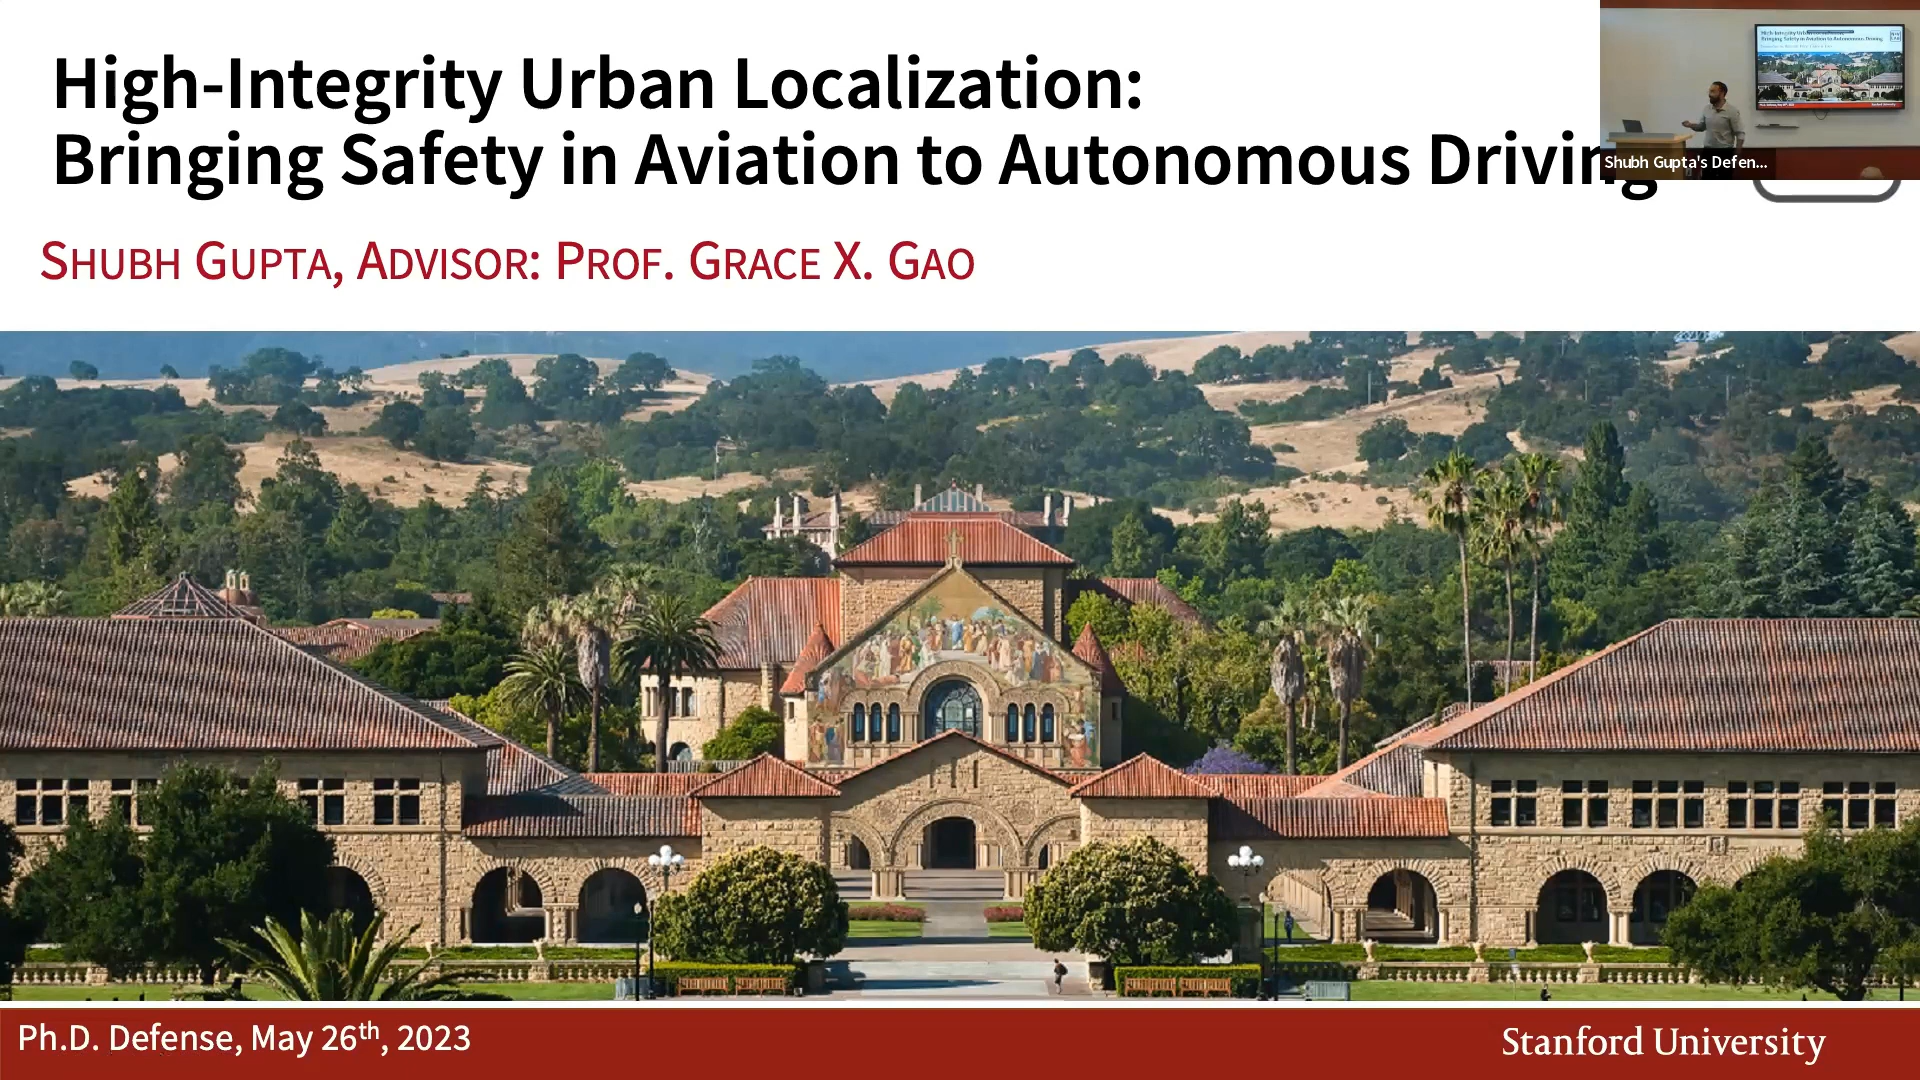 High-Integrity Urban Localization:
Bringing Safety in Aviation to Autonomous Driving
SHUBH GUPTA, ADVISOR: PROF. GRACE X. GAO
Shubh Gupta's Defen...
Ph.D. Defense, May 26th, 2023
Stanford University